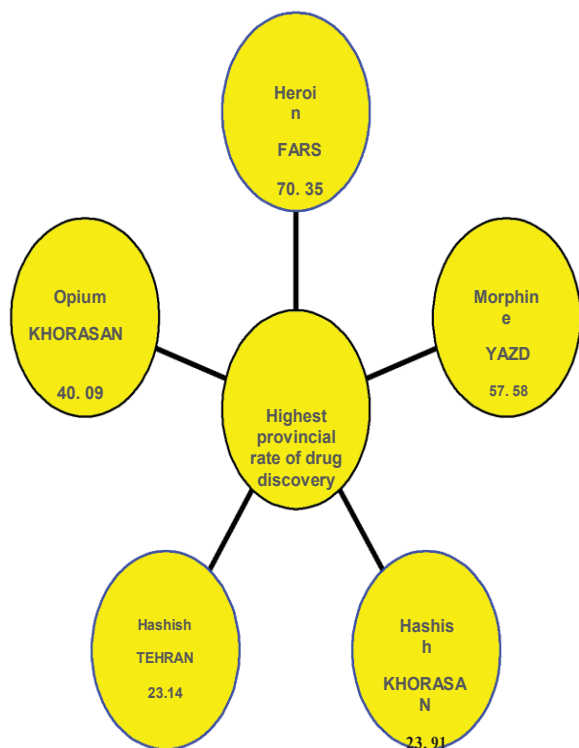 Heroi
n
FARS
70. 35
Opium
KHORASAN
40. 09
Morphin
e
YAZD
57. 58
Highest
provincial
rate of drug
discovery
Hashish
TEHRAN
23.14
Hashis
h
KHORASA
N
23. 91